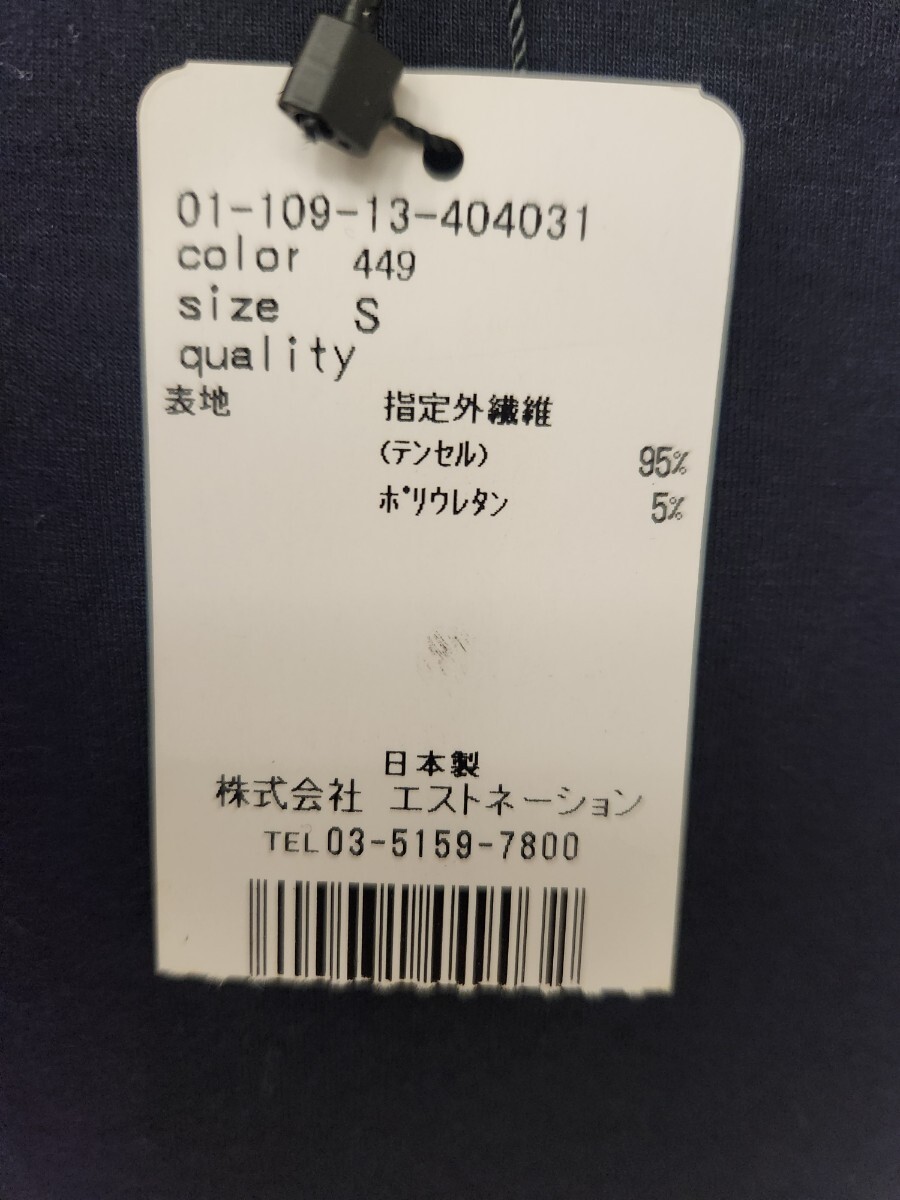 01-109-13-404031
color 449
size S
quality
表地 指定外繊維
(ﾃﾝｾﾙ) 95%
ﾎﾟﾘｳﾚﾀﾝ 5%
日本製
株式会社 エストネーション
TEL03-5159-7800